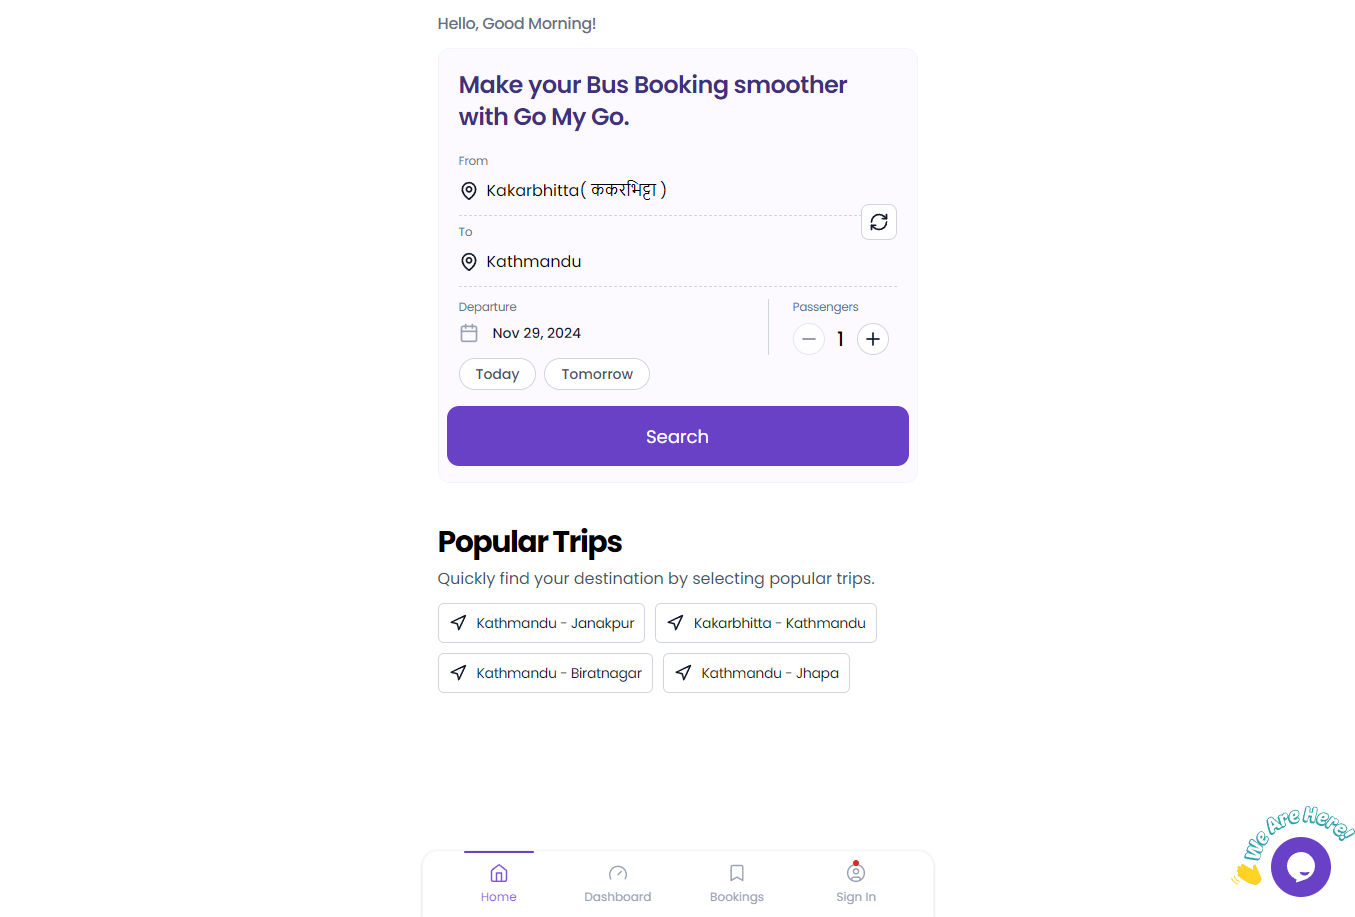 Hello, Good Morning!
Make your Bus Booking smoother
with Go My Go.
From
Kakarbhitta( ककरभिट्टा )
To
Kathmandu
Departure
Passengers
Nov 29, 2024
1
Today
Tomorrow
Search
Popular Trips
Quickly find your destination by selecting popular trips.
Kathmandu - Janakpur
Kakarbhitta - Kathmandu
Kathmandu - Biratnagar
Kathmandu - Jhapa
We Are Here!
Home
Dashboard
Bookings
Sign In